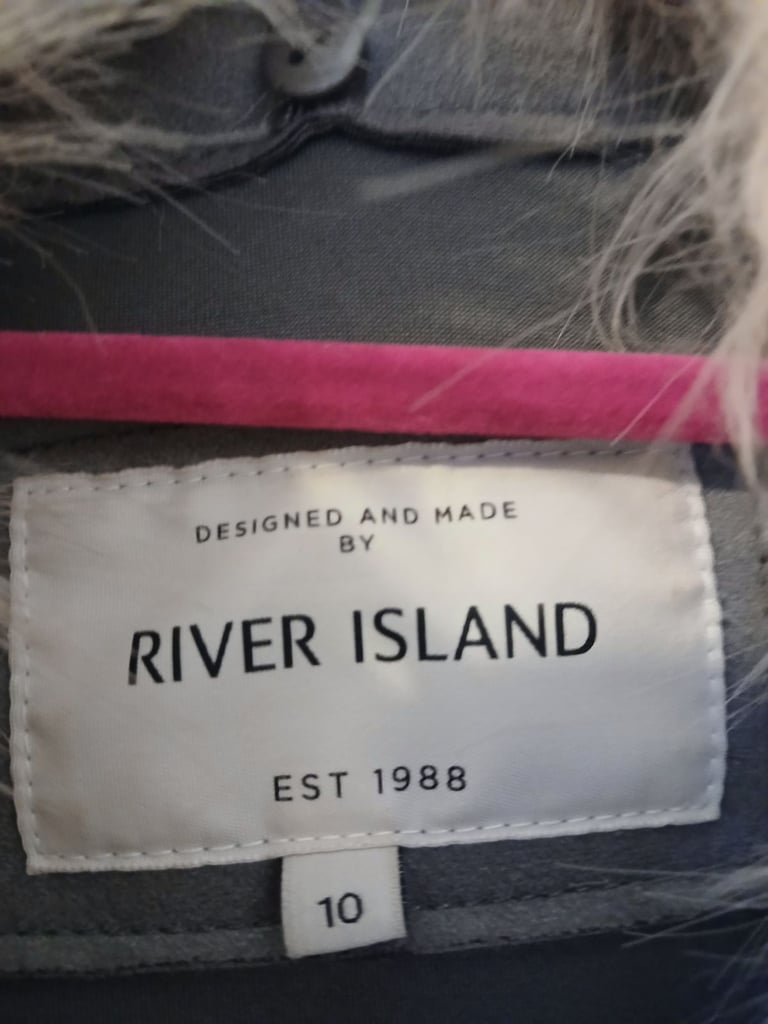 DESIGNED AND MADE
BY
RIVER ISLAND
EST 1988
10